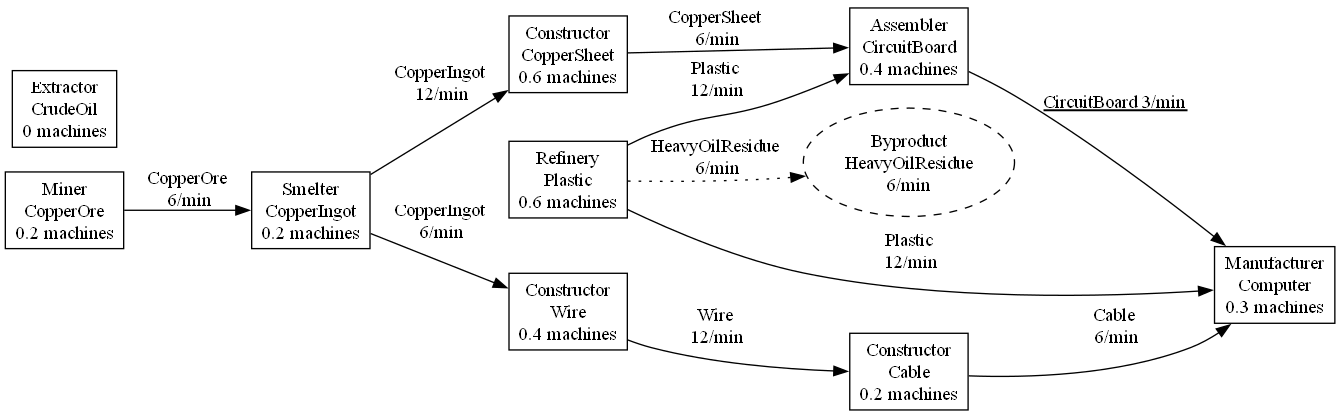 Extractor
CrudeOil
0 machines
Miner
CopperOre
0.2 machines
CopperOre
6/min
Smelter
CopperIngot
0.2 machines
CopperIngot
12/min
CopperIngot
6/min
Constructor
CopperSheet
0.6 machines
Refinery
Plastic
0.6 machines
Constructor
Wire
0.4 machines
CopperSheet
6/min
Plastic
12/min
HeavyOilResidue
6/min
Wire
12/min
Assembler
CircuitBoard
0.4 machines
Byproduct
HeavyOilResidue
6/min
Plastic
12/min
Constructor
Cable
0.2 machines
CircuitBoard 3/min
Cable
6/min
Manufacturer
Computer
0.3 machines